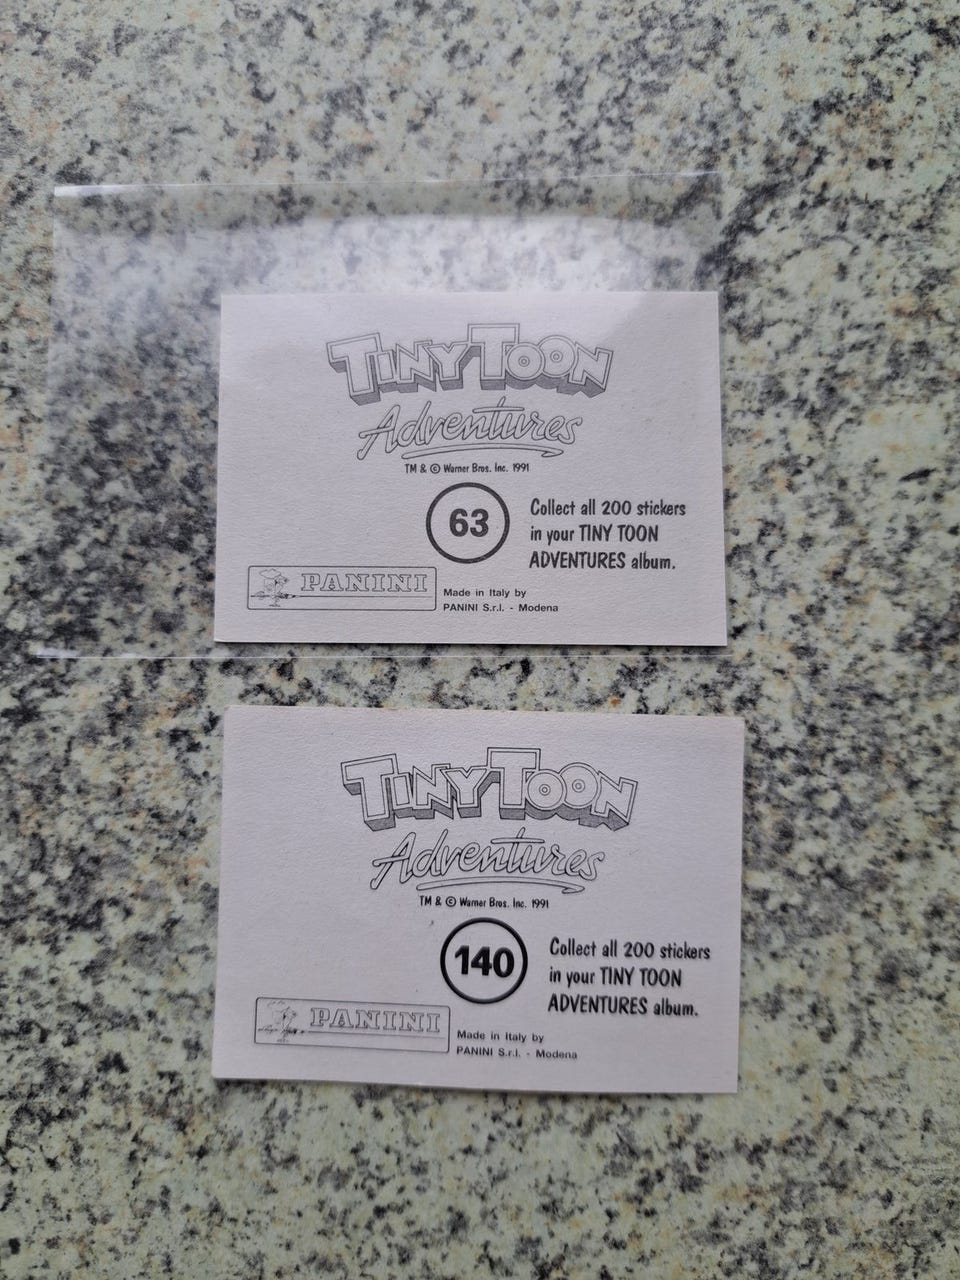 TINY TOON
Adventures
TM & © Warner Bros. Inc. 1991
63
Collect all 200 stickers
in your TINY TOON
ADVENTURES album.
PANINI
Made in Italy by
PANINI S.r.l. - Modena
TINY TOON
Adventures
TM & © Warner Bros. Inc. 1991
140
Collect all 200 stickers
in your TINY TOON
ADVENTURES album.
PANINI
Made in Italy by
PANINI S.r.l. - Modena